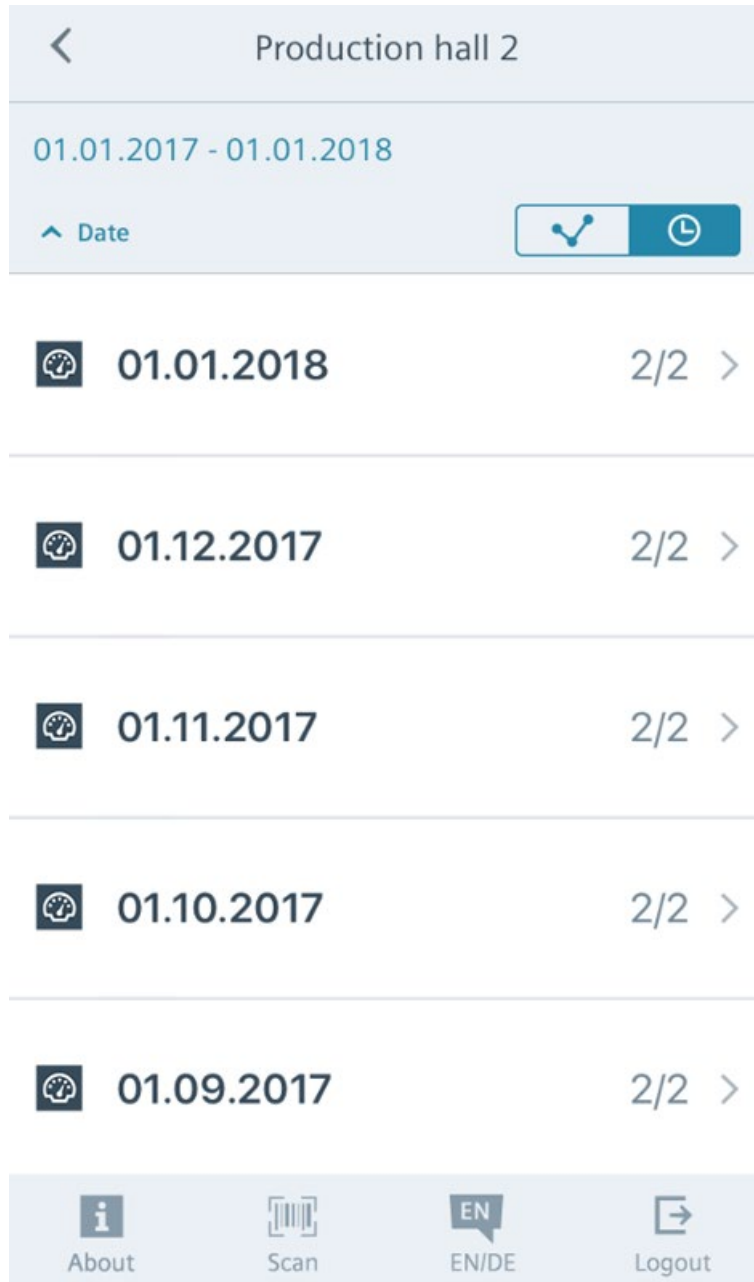 Production hall 2
01.01.2017 - 01.01.2018
Date
01.01.2018 2/2
01.12.2017 2/2
01.11.2017 2/2
01.10.2017 2/2
01.09.2017 2/2
i EN
About Scan EN/DE Logout